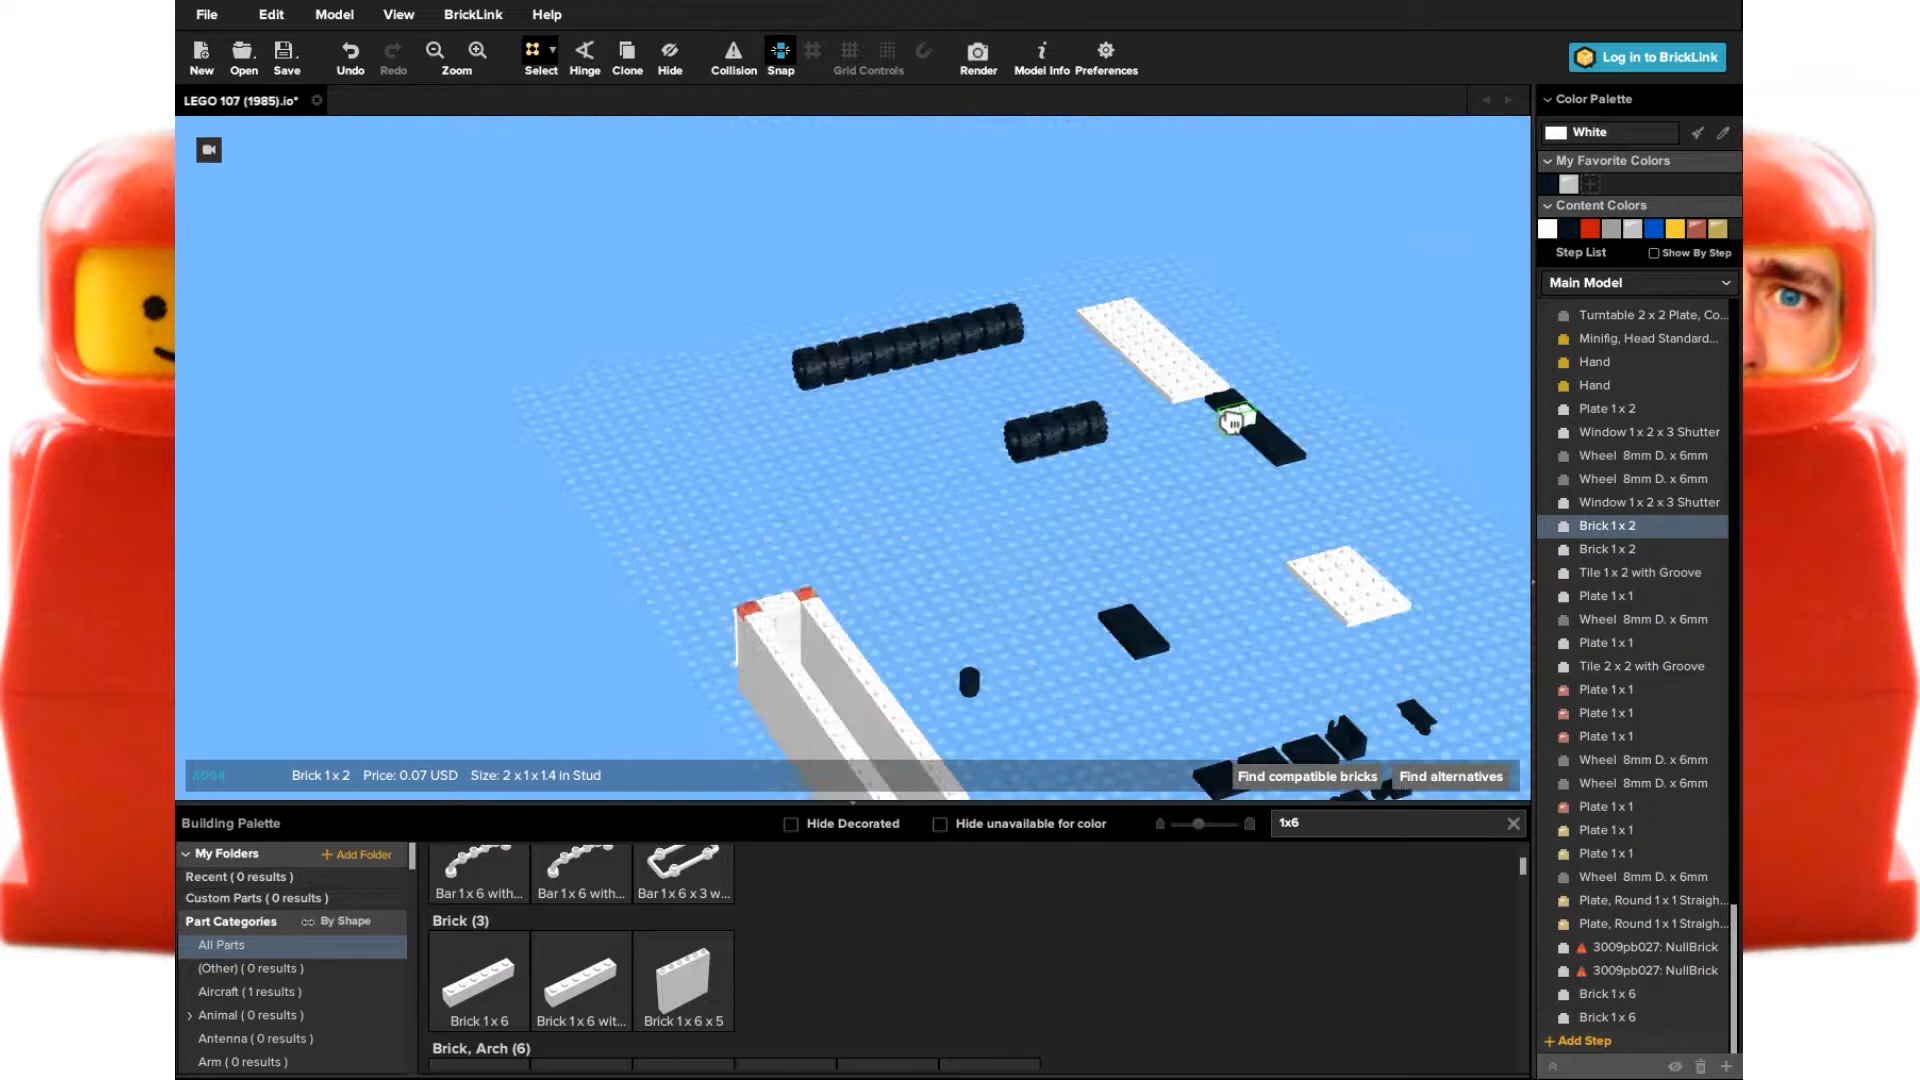 File Edit Model View BrickLink Help
New Open Save Undo Redo Zoom Select Hinge Clone Hide Collision Snap Grid Controls Render Model Info Preferences
Log in to BrickLink
LEGO 107 (1985).io*
Color Palette
White
My Favorite Colors
Content Colors
Step List Show By Step
Main Model
Turntable 2 x 2 Plate, Co...
Minifig, Head Standard...
Hand
Hand
Plate 1 x 2
Window 1 x 2 x 3 Shutter
Wheel 8mm D. x 6mm
Wheel 8mm D. x 6mm
Window 1 x 2 x 3 Shutter
Brick 1 x 2
Brick 1 x 2
Tile 1 x 2 with Groove
Plate 1 x 1
Wheel 8mm D. x 6mm
Plate 1 x 1
Tile 2 x 2 with Groove
Plate 1 x 1
Plate 1 x 1
Plate 1 x 1
Wheel 8mm D. x 6mm
Wheel 8mm D. x 6mm
Plate 1 x 1
Plate 1 x 1
Plate 1 x 1
Wheel 8mm D. x 6mm
Plate, Round 1 x 1 Straigh...
Plate, Round 1 x 1 Straigh...
3009pb027: NullBrick
3009pb027: NullBrick
Brick 1 x 6
Brick 1 x 6
+ Add Step
3004 Brick 1 x 2 Price: 0.07 USD Size: 2 x 1 x 1.4 in Stud Find compatible bricks Find alternatives
Building Palette Hide Decorated Hide unavailable for color 1x6
My Folders + Add Folder
Recent ( 0 results )
Custom Parts ( 0 results )
Part Categories By Shape
All Parts
(Other) ( 0 results )
Aircraft ( 1 results )
Animal ( 0 results )
Antenna ( 0 results )
Arm ( 0 results )
Bar 1 x 6 with... Bar 1 x 6 with... Bar 1 x 6 x 3 w...
Brick (3)
Brick 1 x 6 Brick 1 x 6 wit... Brick 1 x 6 x 5
Brick, Arch (6)